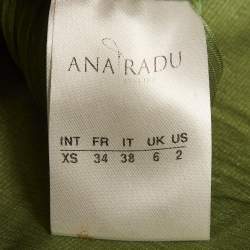 ANA RADU
INT FR IT UK US
XS 34 38 6 2